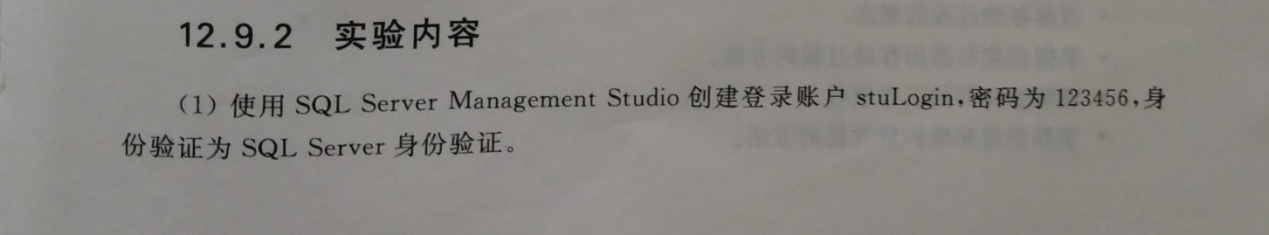 12.9.2 实验内容
（1）使用 SQL Server Management Studio 创建登录账户 stuLogin,密码为 123456,身
份验证为 SQL Server 身份验证。